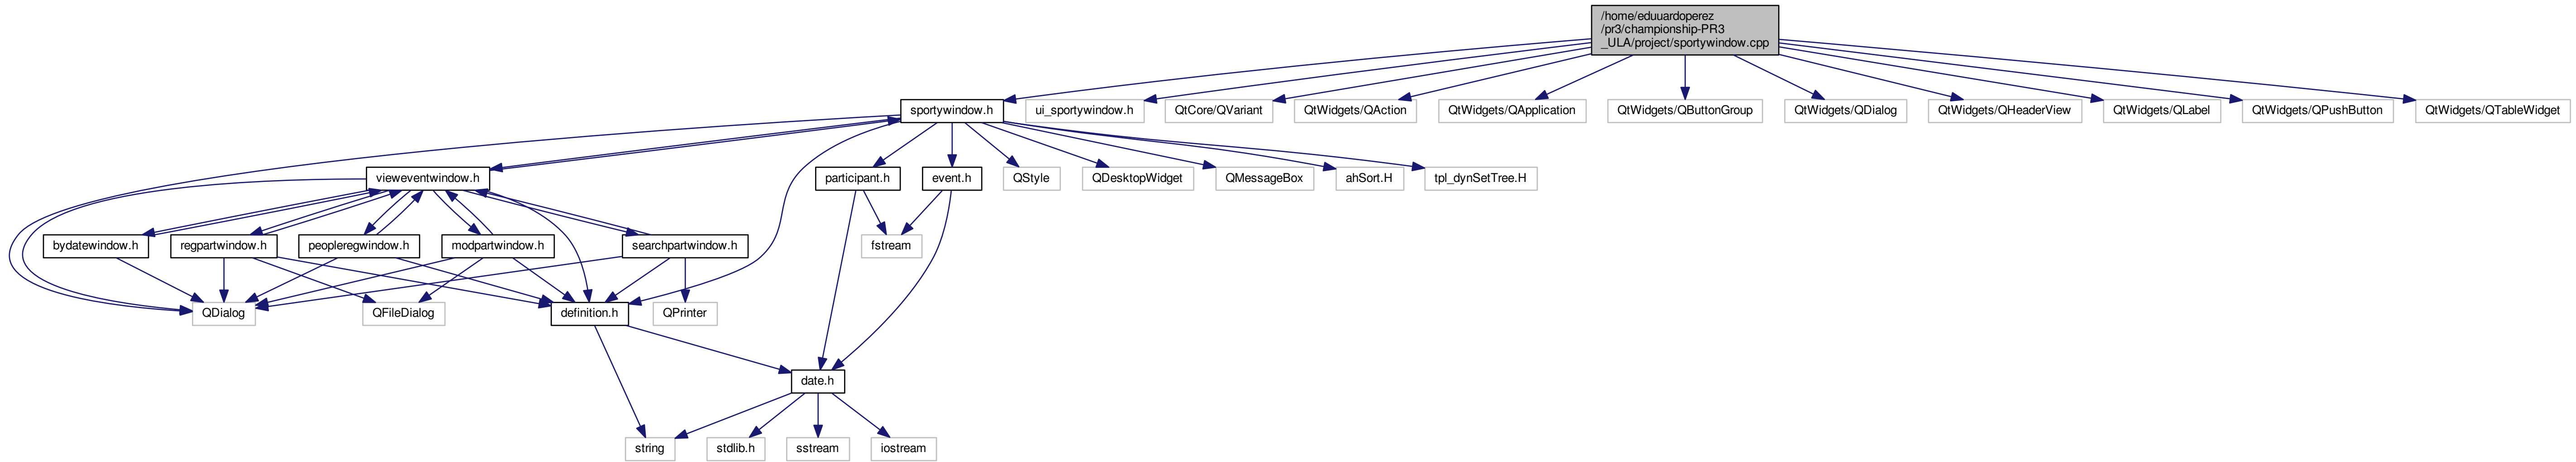 /home/eduuardoperez
/pr3/championship-PR3
_ULA/project/sportywindow.cpp
sportywindow.h
ui_sportywindow.h
QtCore/QVariant
QtWidgets/QAction
QtWidgets/QApplication
QtWidgets/QButtonGroup
QtWidgets/QDialog
QtWidgets/QHeaderView
QtWidgets/QLabel
QtWidgets/QPushButton
QtWidgets/QTableWidget
vieweventwindow.h
participant.h
event.h
QStyle
QDesktopWidget
QMessageBox
ahSort.H
tpl_dynSetTree.H
bydatewindow.h
regpartwindow.h
peopleregwindow.h
modpartwindow.h
searchpartwindow.h
fstream
QDialog
QFileDialog
definition.h
QPrinter
date.h
string
stdlib.h
sstream
iostream